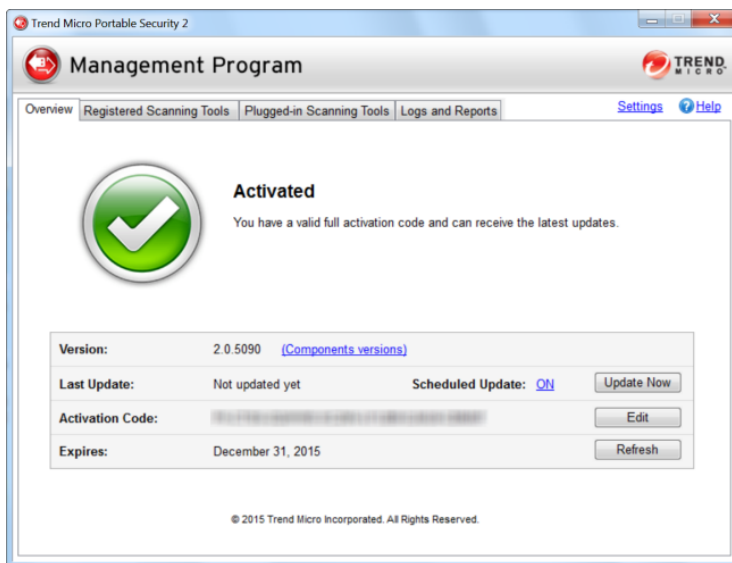 Trend Micro Portable Security 2
Management Program
TREND
MICRO
Overview Registered Scanning Tools Plugged-in Scanning Tools Logs and Reports Settings ? Help
Activated
You have a valid full activation code and can receive the latest updates.
Version: 2.0.5090 (Components versions)
Last Update: Not updated yet Scheduled Update: ON Update Now
Activation Code: Edit
Expires: December 31, 2015 Refresh
© 2015 Trend Micro Incorporated. All Rights Reserved.